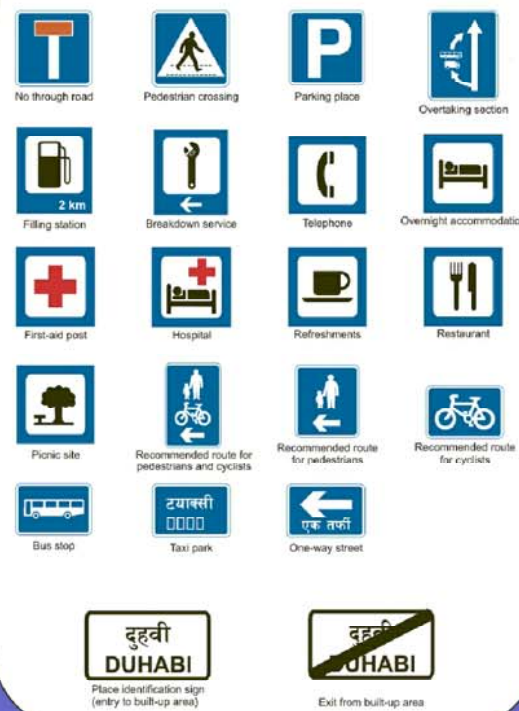 No through road
Pedestrian crossing
P
Parking place
Overtaking section
2 km
Filling station
Breakdown service
Telephone
Overnight accommodatio
First-aid post
Hospital
Refreshments
Restaurant
Picnic site
Recommended route for
pedestrians and cyclists
Recommended route
for pedestrians
Recommended route
for cyclists
Bus stop
टयाक्सी
Taxi park
एक तर्फी
One-way street
दुहवी
DUHABI
Place identification sign
(entry to built-up area)
दुहवी
DUHABI
Exit from built-up area